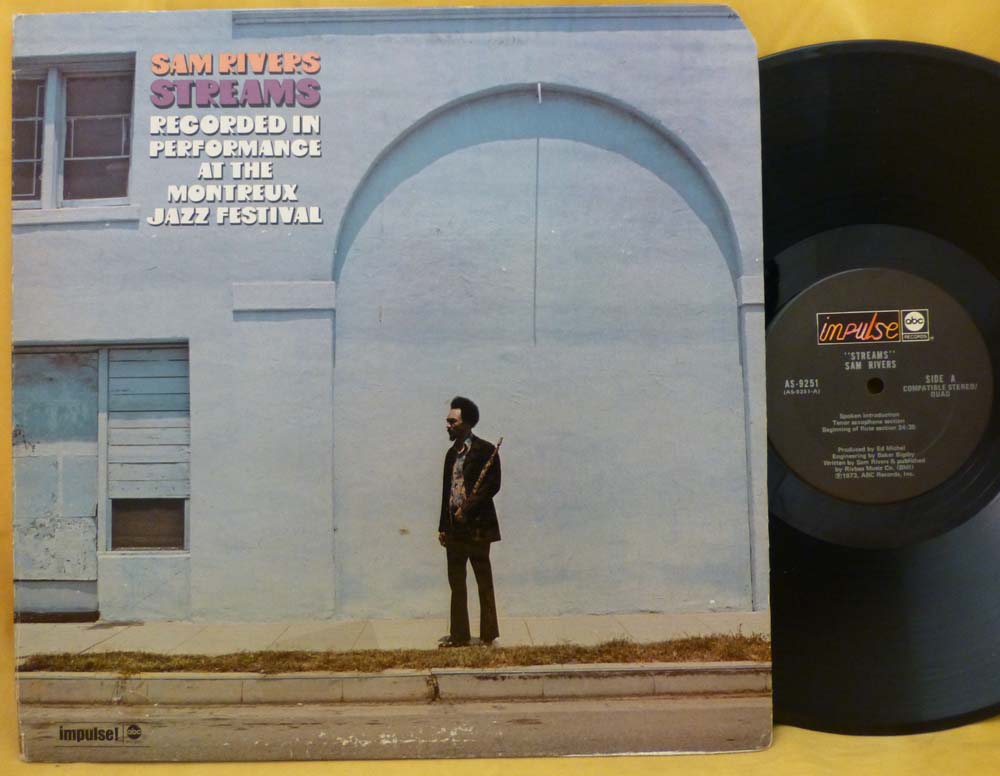 SAM RIVERS
STREAMS
RECORDED IN
PERFORMANCE
AT THE
MONTREUX
JAZZ FESTIVAL
impulse! abc
impulse abc
RECORDS
"STREAMS"
SAM RIVERS
AS-9251
(AS-9251-A)
SIDE A
COMPATIBLE STEREO/
QUAD
Spoken introduction
Tenor saxophone section
Beginning of flute section 24:35
Produced by Ed Michel
Engineering by Baker Bigsby
Written by Sam Rivers & published
by Rivbea Music Co. (BMI)
Ⓟ1973, ABC Records, Inc.